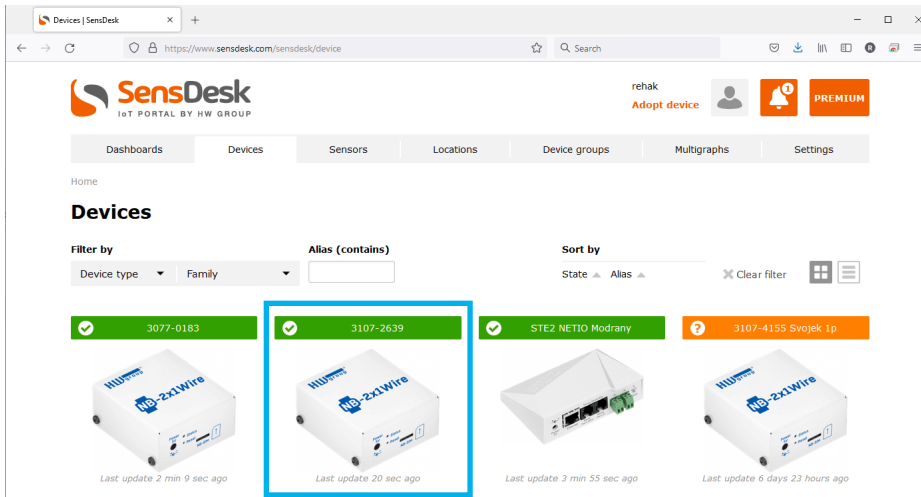 Devices | SensDesk
https://www.sensdesk.com/sensdesk/device
Search
R
SensDesk
IoT PORTAL BY HW GROUP
rehak
Adopt device
1
PREMIUM
Dashboards
Devices
Sensors
Locations
Device groups
Multigraphs
Settings
Home
Devices
Filter by
Alias (contains)
Sort by
Device type
Family
State
Alias
Clear filter
3077-0183
3107-2639
STE2 NETIO Modrany
3107-4155 Svojek 1p
HWgroup
NB-2x1Wire
HWgroup
NB-2x1Wire
HWgroup
NB-2x1Wire
Last update 2 min 9 sec ago
Last update 20 sec ago
Last update 3 min 55 sec ago
Last update 6 days 23 hours ago